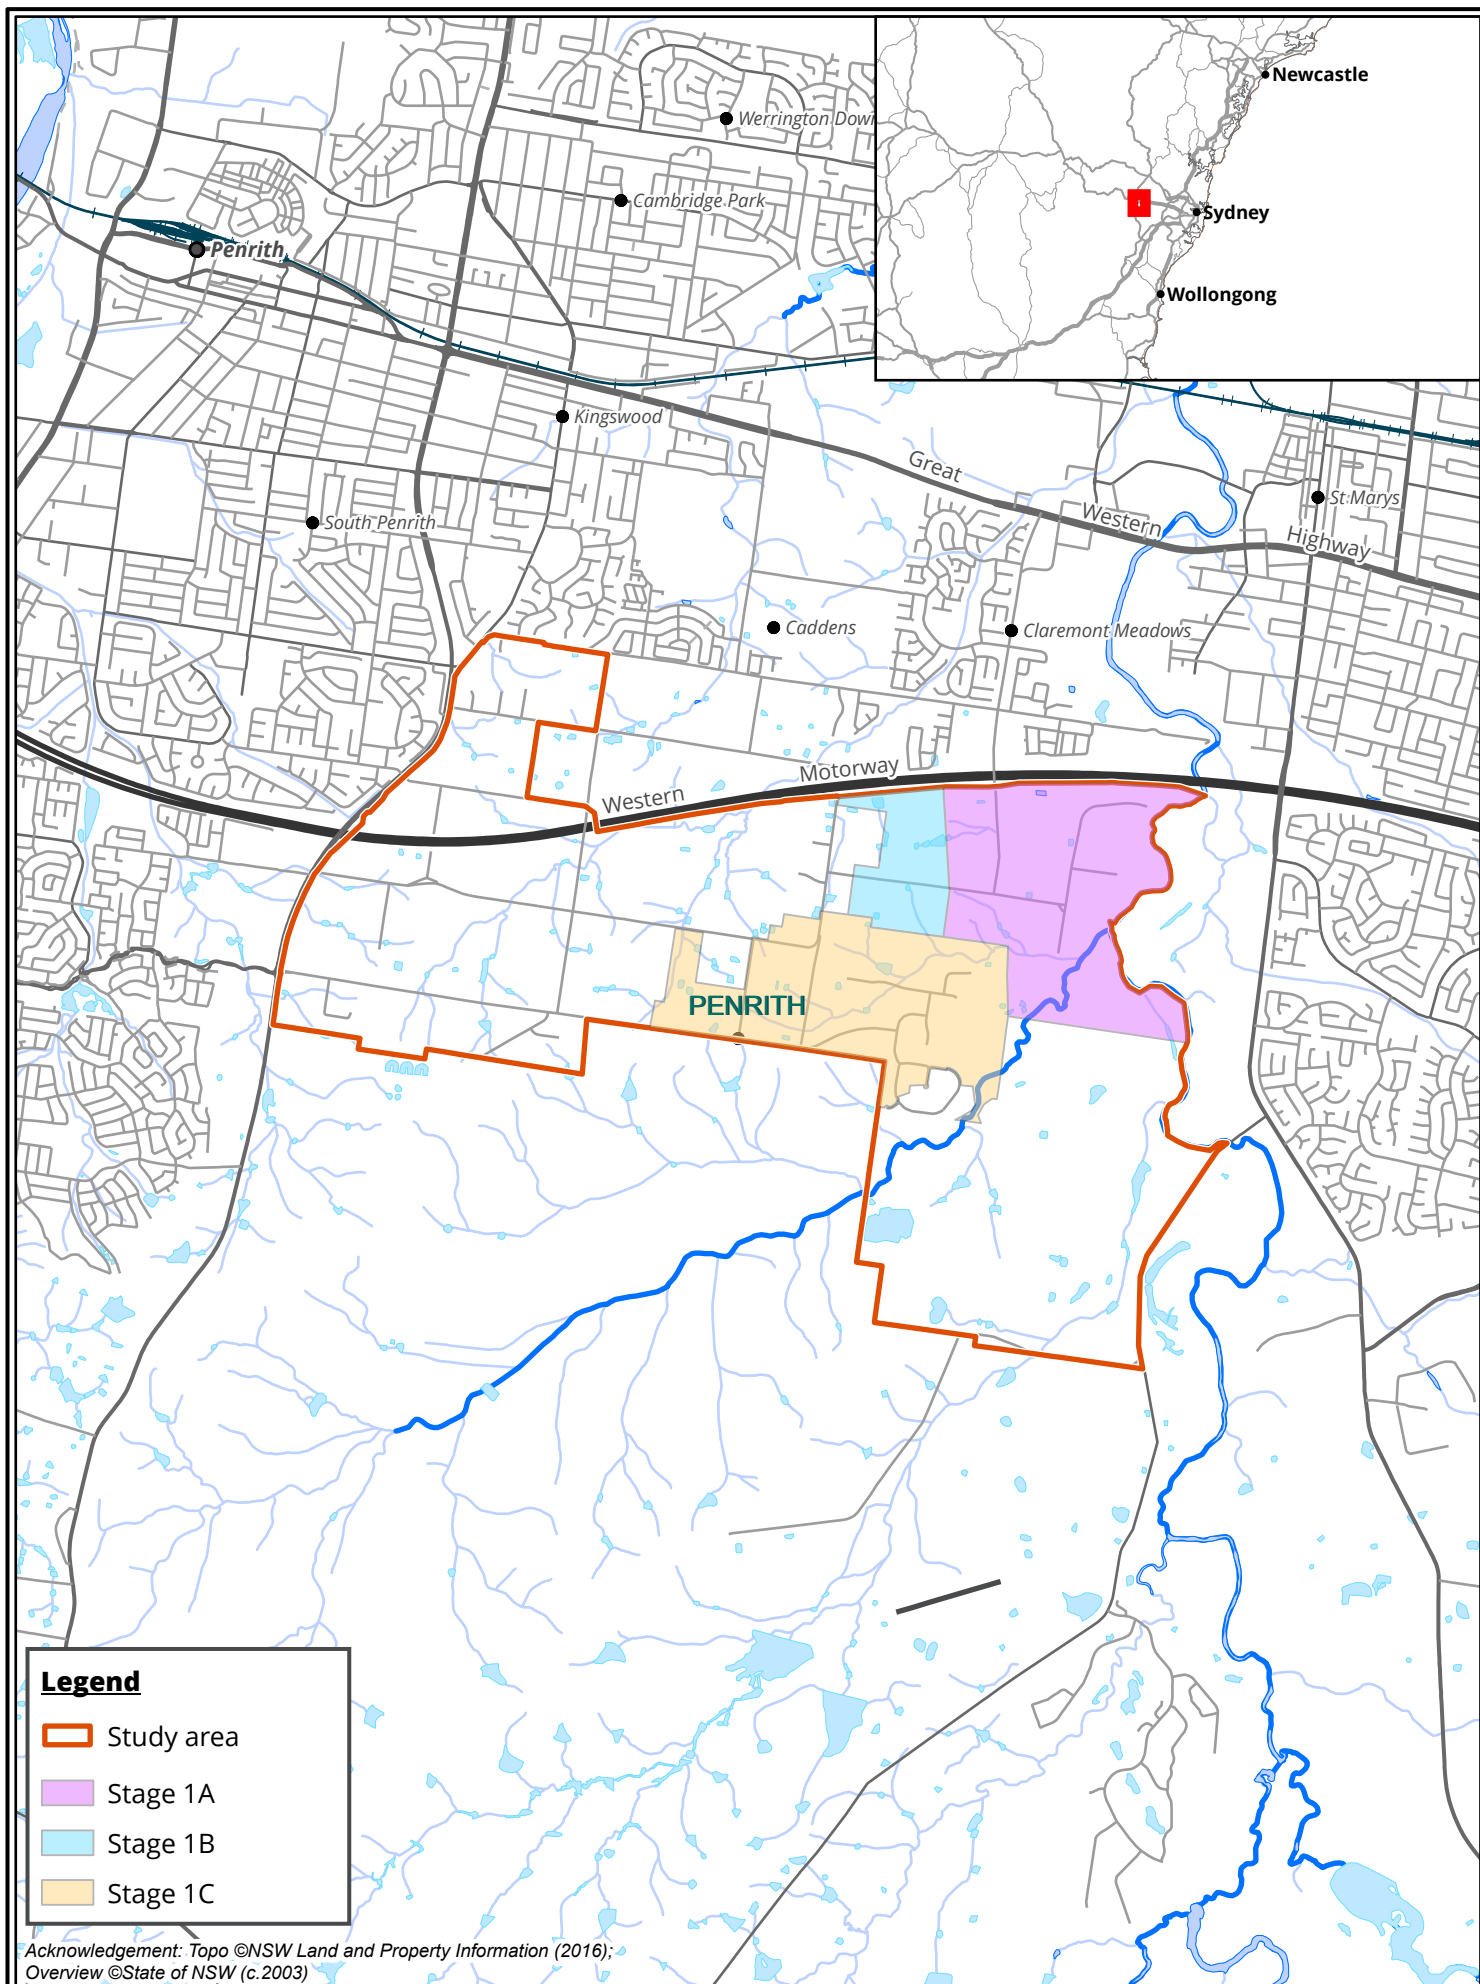 Newcastle
Sydney
Wollongong
Werrington Dow
Cambridge Park
Penrith
Kingswood
Great
Western
Highway
St Marys
South Penrith
Caddens
Claremont Meadows
Western
Motorway
PENRITH
Legend
Study area
Stage 1A
Stage 1B
Stage 1C
Acknowledgement: Topo ©NSW Land and Property Information (2016);
Overview ©State of NSW (c.2003)